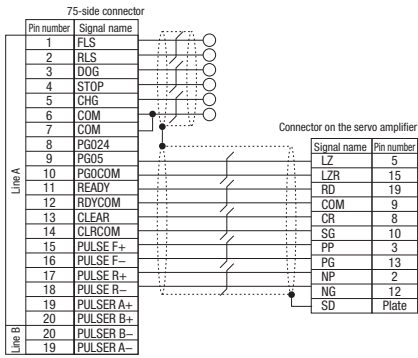 75-side connector
Pin number Signal name
1 FLS
2 RLS
3 DOG
4 STOP
5 CHG
6 COM
7 COM
8 PG024
9 PG05
10 PG0COM
11 READY
12 RDYCOM
13 CLEAR
14 CLRCOM
15 PULSE F+
16 PULSE F−
17 PULSE R+
18 PULSE R−
19 PULSER A+
20 PULSER B+
20 PULSER B−
19 PULSER A−
Line A
Line B
Connector on the servo amplifier
Signal name Pin number
LZ 5
LZR 15
RD 19
COM 9
CR 8
SG 10
PP 3
PG 13
NP 2
NG 12
SD Plate